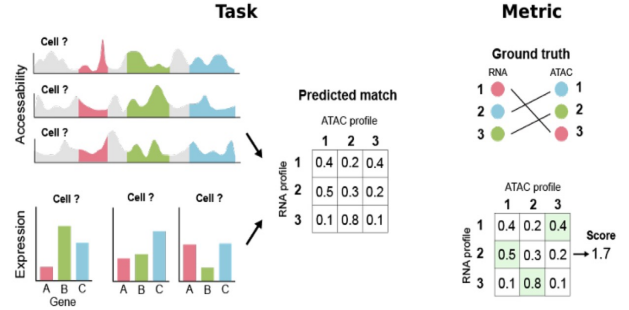 Task
Metric
Accessability
Cell ?
Cell ?
Cell ?
Expression
Cell ? Cell ? Cell ?
A B C A B C A B C
Gene
Predicted match
ATAC profile
1 2 3
RNA profile
1 0.4 0.2 0.4
2 0.5 0.3 0.2
3 0.1 0.8 0.1
Ground truth
RNA ATAC
1 1
2 2
3 3
ATAC profile
1 2 3
RNA profile
1 0.4 0.2 0.4
2 0.5 0.3 0.2
3 0.1 0.8 0.1
Score
1.7